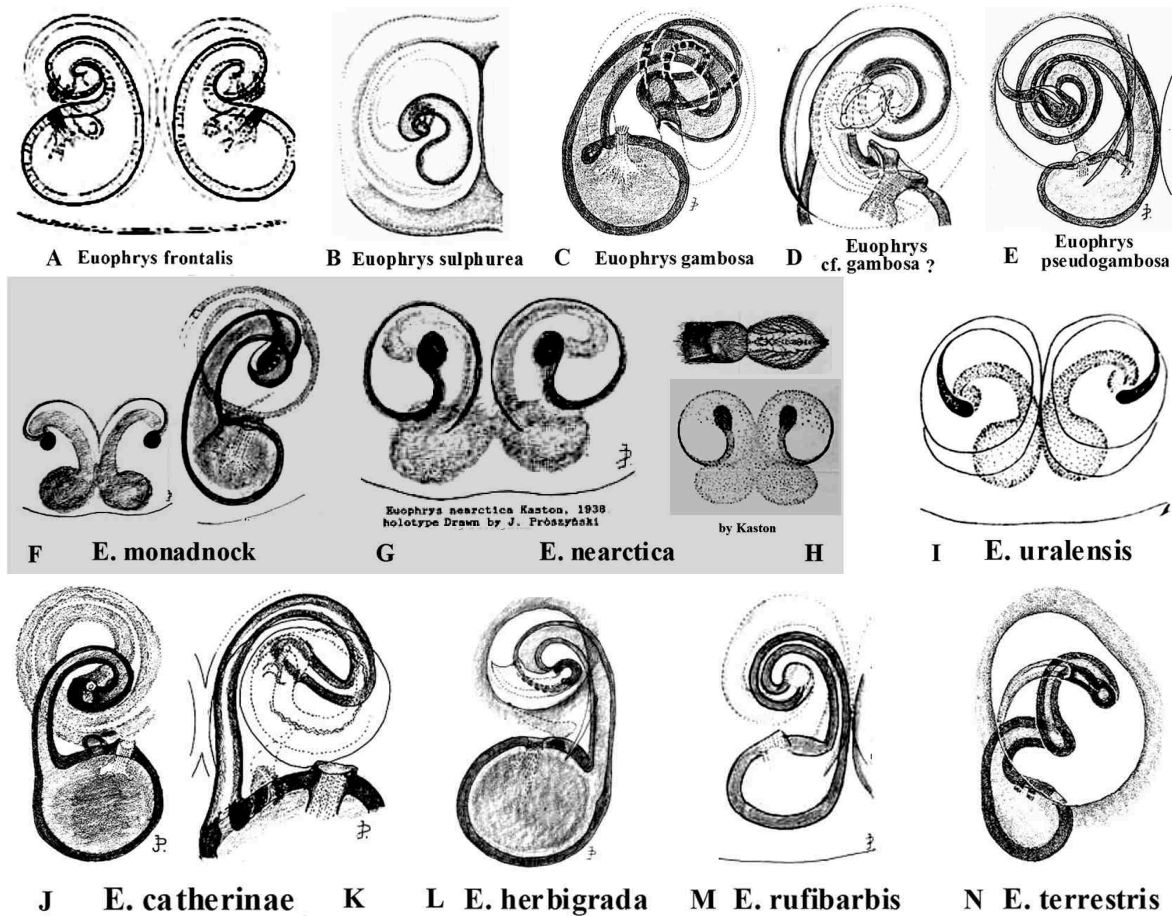 A Euophrys frontalis
B Euophrys sulphurea
C Euophrys gambosa
D Euophrys
cf. gambosa ?
E Euophrys
pseudogambosa
F E. monadnock
Euophrys nearctica Kaston, 1938
holotype Drawn by J. Prószyński
G E. nearctica
by Kaston
H
I E. uralensis
J E. catherinae K
L E. herbigrada
M E. rufibarbis
N E. terrestris